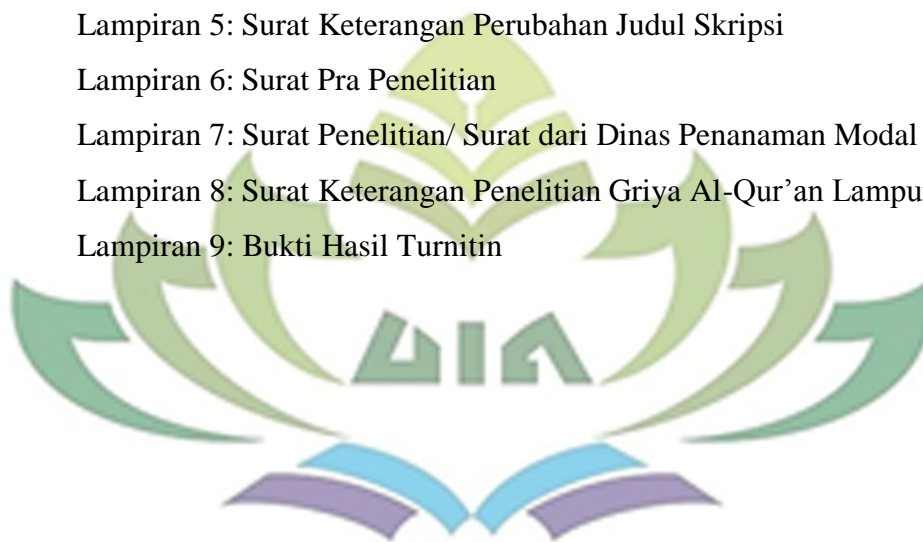 Lampiran 5: Surat Keterangan Perubahan Judul Skripsi
Lampiran 6: Surat Pra Penelitian
Lampiran 7: Surat Penelitian/ Surat dari Dinas Penanaman Modal
Lampiran 8: Surat Keterangan Penelitian Griya Al-Qur’an Lampu
Lampiran 9: Bukti Hasil Turnitin